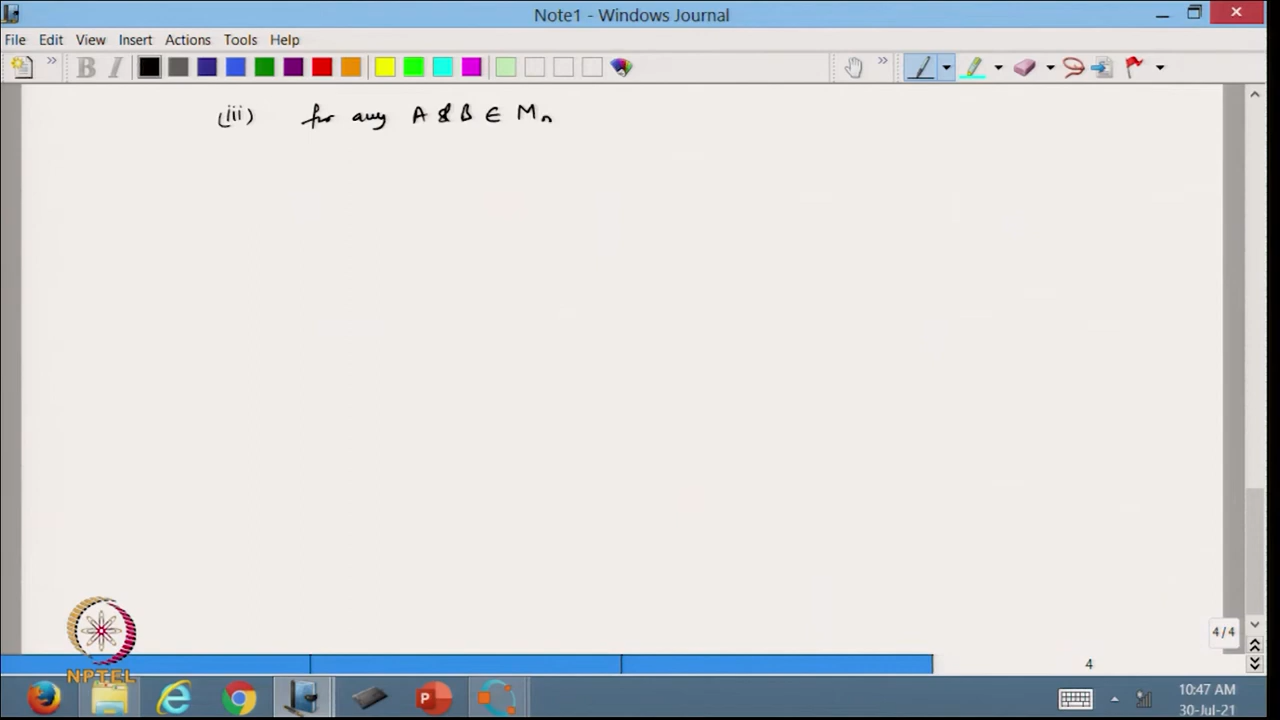 Note1 - Windows Journal
File Edit View Insert Actions Tools Help
B I
(iii) for any A & B ∈ Mn
4/4
4
NPTEL
10:47 AM
30-Jul-21